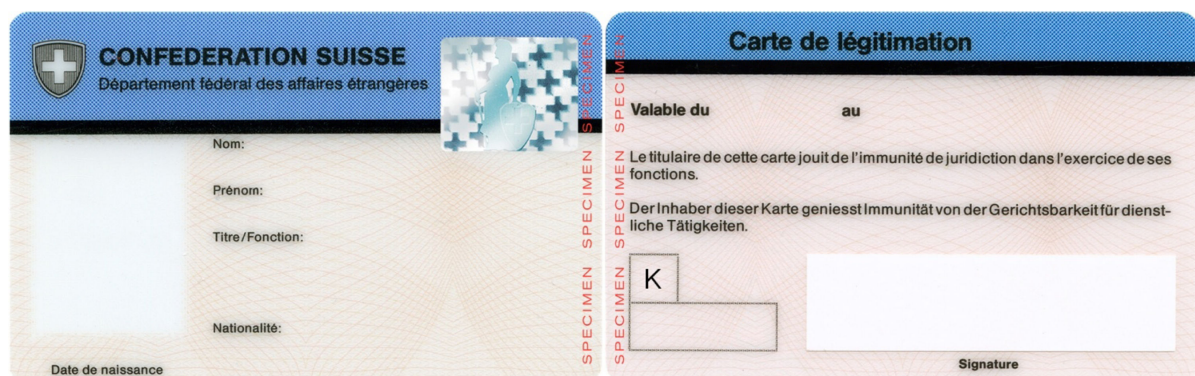 CONFEDERATION SUISSE
Département fédéral des affaires étrangères
Nom:
Prénom:
Titre/Fonction:
Nationalité:
Date de naissance
SPECIMEN SPECIMEN SPECIMEN
Carte de légitimation
Valable du au
Le titulaire de cette carte jouit de l'immunité de juridiction dans l'exercice de ses
fonctions.
Der Inhaber dieser Karte geniesst Immunität von der Gerichtsbarkeit für dienst-
liche Tätigkeiten.
K
Signature
SPECIMEN SPECIMEN SPECIMEN